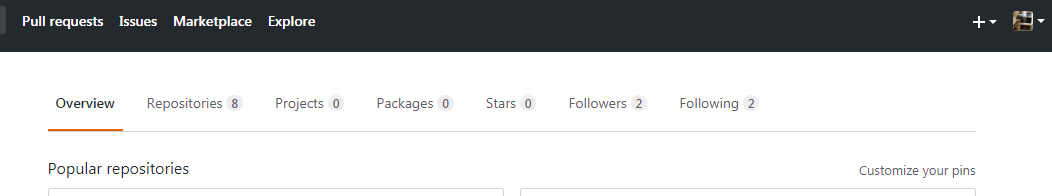 Pull requests Issues Marketplace Explore
Overview Repositories 8 Projects 0 Packages 0 Stars 0 Followers 2 Following 2
Popular repositories Customize your pins